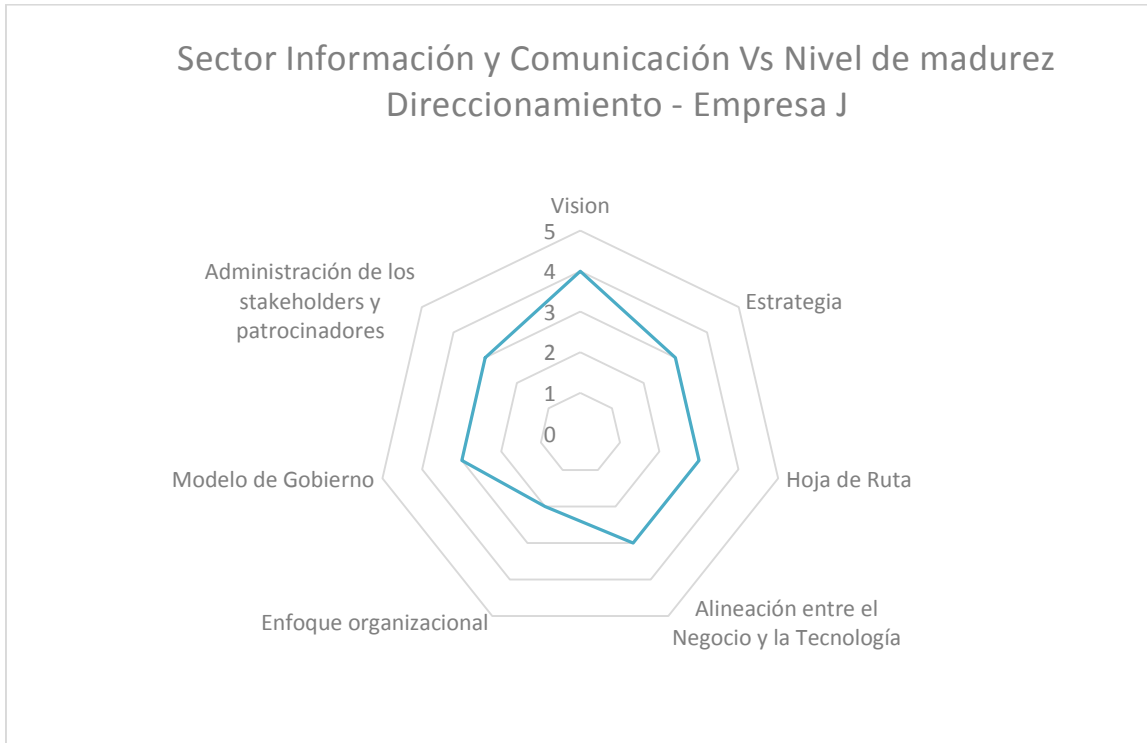 Sector Información y Comunicación Vs Nivel de madurez
Direccionamiento - Empresa J
Vision
5
4
3
2
1
0
Estrategia
Hoja de Ruta
Alineación entre el
Negocio y la Tecnología
Enfoque organizacional
Modelo de Gobierno
Administración de los
stakeholders y
patrocinadores